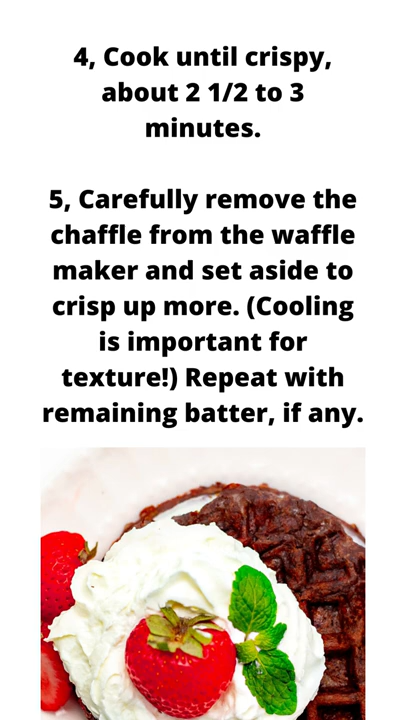 4, Cook until crispy,
about 2 1/2 to 3
minutes.
5, Carefully remove the
chaffle from the waffle
maker and set aside to
crisp up more. (Cooling
is important for
texture!) Repeat with
remaining batter, if any.